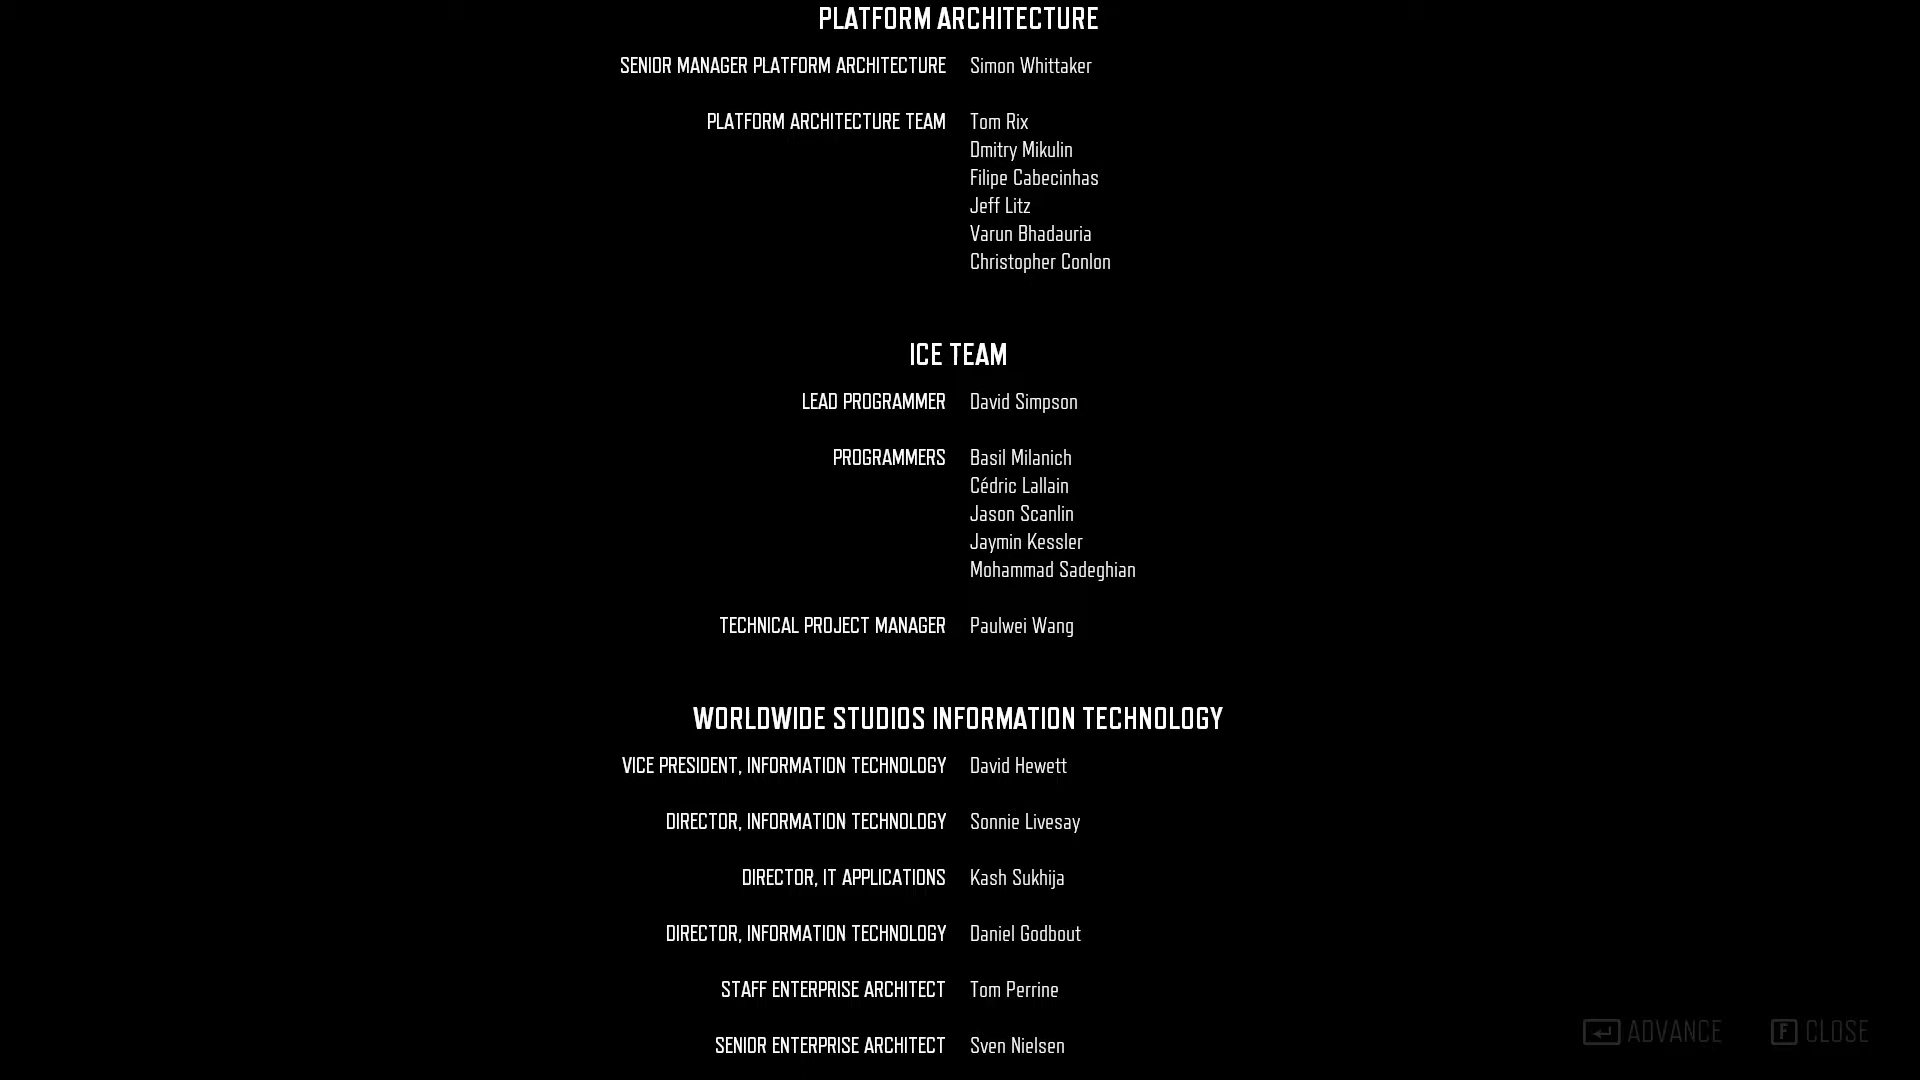 PLATFORM ARCHITECTURE
SENIOR MANAGER PLATFORM ARCHITECTURE Simon Whittaker
PLATFORM ARCHITECTURE TEAM Tom Rix
Dmitry Mikulin
Filipe Cabecinhas
Jeff Litz
Varun Bhadauria
Christopher Conlon
ICE TEAM
LEAD PROGRAMMER David Simpson
PROGRAMMERS Basil Milanich
Cédric Lallain
Jason Scanlin
Jaymin Kessler
Mohammad Sadeghian
TECHNICAL PROJECT MANAGER Paulwei Wang
WORLDWIDE STUDIOS INFORMATION TECHNOLOGY
VICE PRESIDENT, INFORMATION TECHNOLOGY David Hewett
DIRECTOR, INFORMATION TECHNOLOGY Sonnie Livesay
DIRECTOR, IT APPLICATIONS Kash Sukhija
DIRECTOR, INFORMATION TECHNOLOGY Daniel Godbout
STAFF ENTERPRISE ARCHITECT Tom Perrine
SENIOR ENTERPRISE ARCHITECT Sven Nielsen
ADVANCE F CLOSE